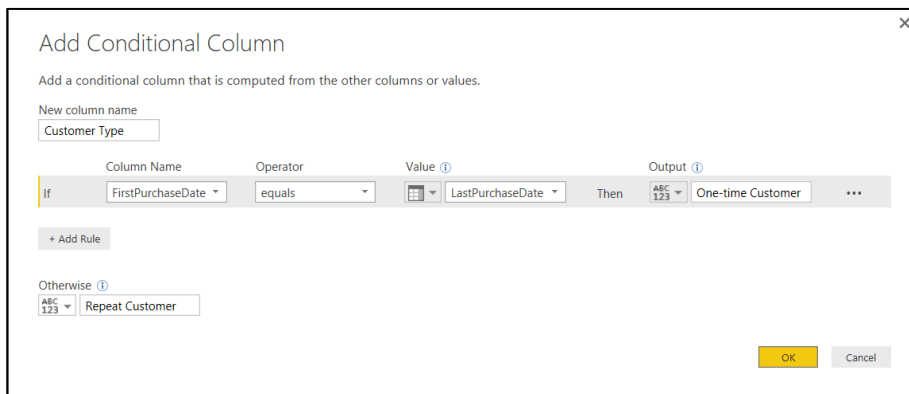 Add Conditional Column
Add a conditional column that is computed from the other columns or values.
New column name
Customer Type
Column Name Operator Value Output
If FirstPurchaseDate equals LastPurchaseDate Then ABC 123 One-time Customer ...
+ Add Rule
Otherwise
ABC 123 Repeat Customer
OK Cancel